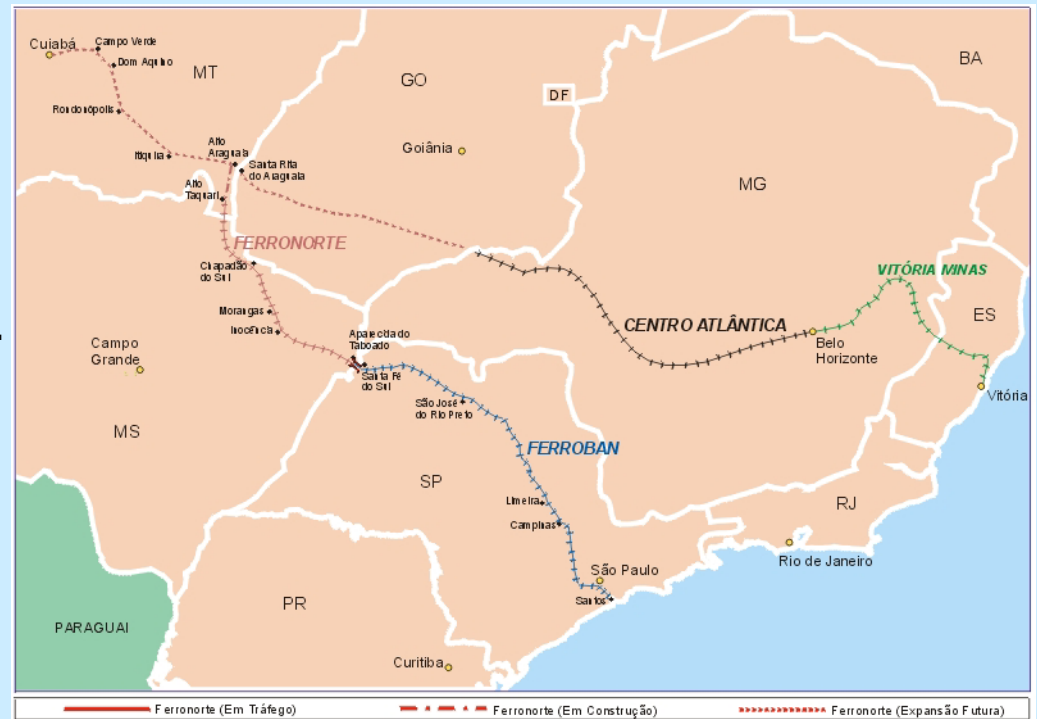 Cuiabá
Campo Verde
Dom Aquino
MT
GO
BA
DF
Rondonópolis
Goiânia
Itiquira
Alto
Araguaia
Santa Rita
do Araguaia
MG
Alto
Taquari
FERRONORTE
Chapadão
do Sul
VITÓRIA MINAS
Morangas
Inocência
CENTRO ATLÂNTICA
ES
Campo
Grande
Aparecida do
Taboado
Belo
Horizonte
Santa Fé
do Sul
Vitória
São José
do Rio Preto
MS
FERROBAN
SP
Limeira
RJ
Campinas
Rio de Janeiro
São Paulo
Santos
PR
PARAGUAI
Curitiba
Ferronorte (Em Tráfego)
Ferronorte (Em Construção)
Ferronorte (Expansão Futura)